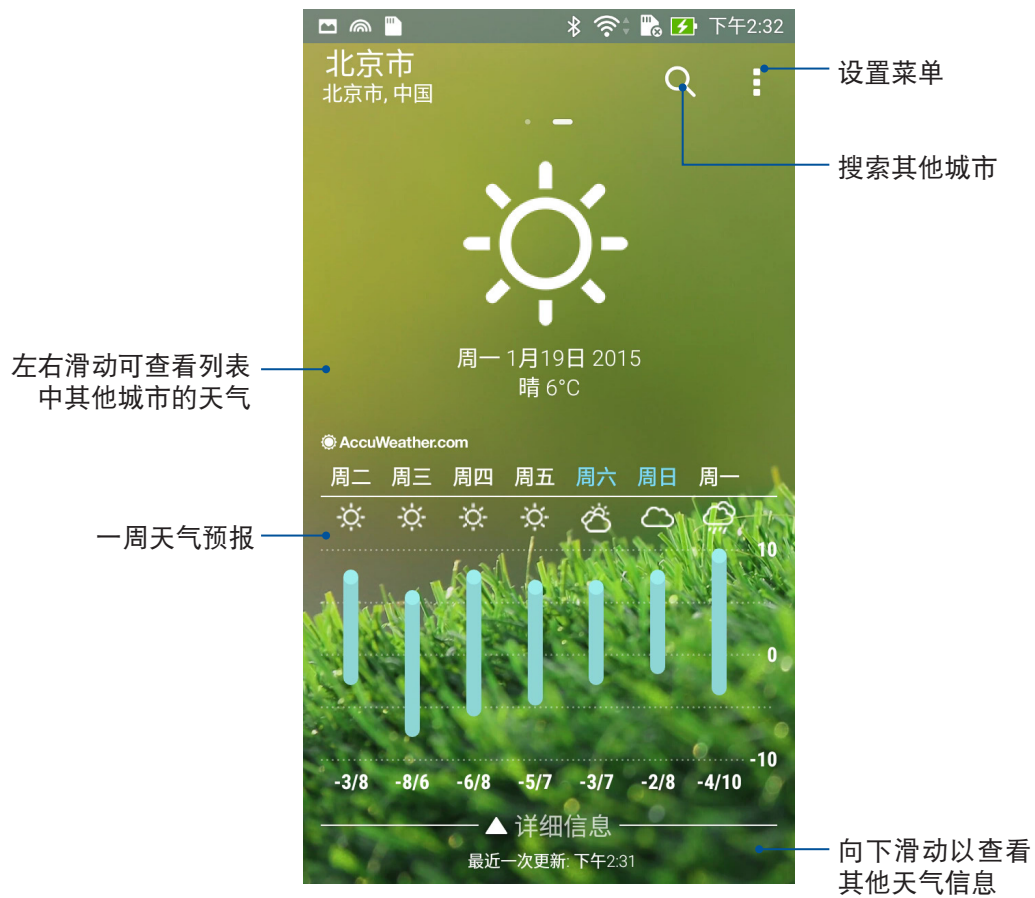 下午2:32
北京市
北京市, 中国
设置菜单
搜索其他城市
周一 1月19日 2015
晴 6°C
左右滑动可查看列表
中其他城市的天气
AccuWeather.com
周二 周三 周四 周五 周六 周日 周一
一周天气预报
10
0
-10
-3/8 -8/6 -6/8 -5/7 -3/7 -2/8 -4/10
详细信息
最近一次更新: 下午2:31
向下滑动以查看
其他天气信息